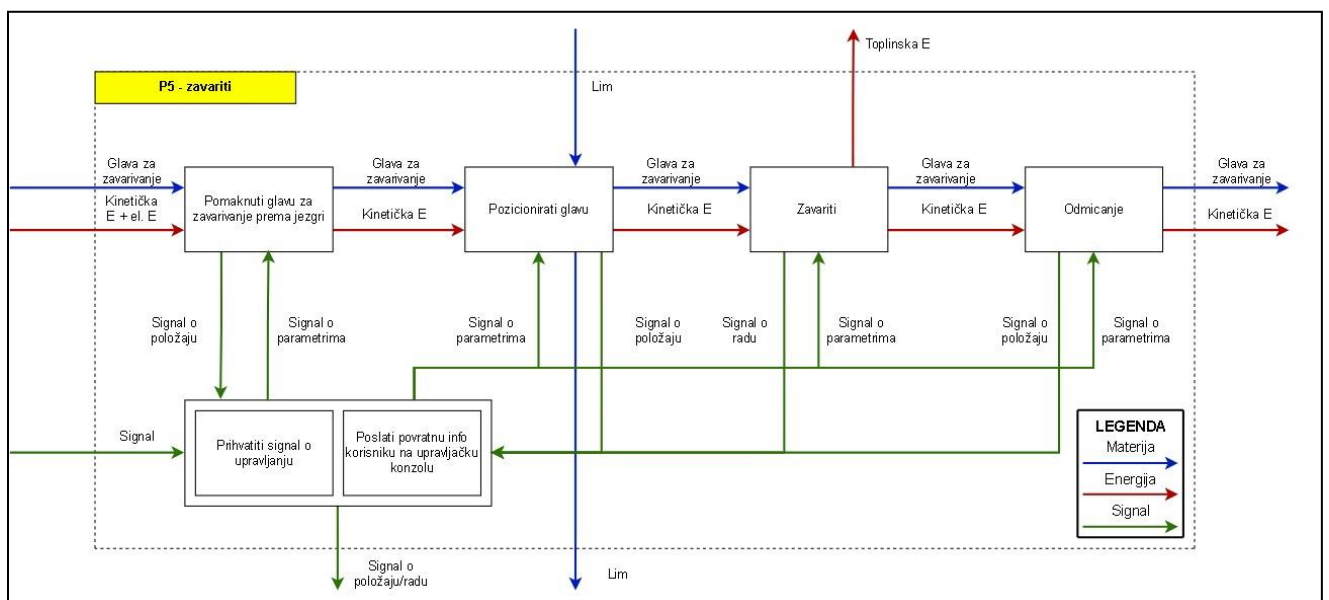 Toplinska E
P5 - zavariti
Lim
Glava za
zavarivanje
Glava za
zavarivanje
Glava za
zavarivanje
Glava za
zavarivanje
Glava za
zavarivanje
Kinetička
E + el. E
Pomaknuti glavu za
zavarivanje prema jezgri
Kinetička E
Pozicionirati glavu
Kinetička E
Zavariti
Kinetička E
Odmicanje
Kinetička E
Signal o
položaju
Signal o
parametrima
Signal o
parametrima
Signal o
položaju
Signal o
radu
Signal o
parametrima
Signal o
položaju
Signal o
parametrima
Signal
Prihvatiti signal o
upravljanju
Poslati povratnu info
korisniku na upravljačku
konzolu
LEGENDA
Materija
Energija
Signal
Signal o
položaju/radu
Lim